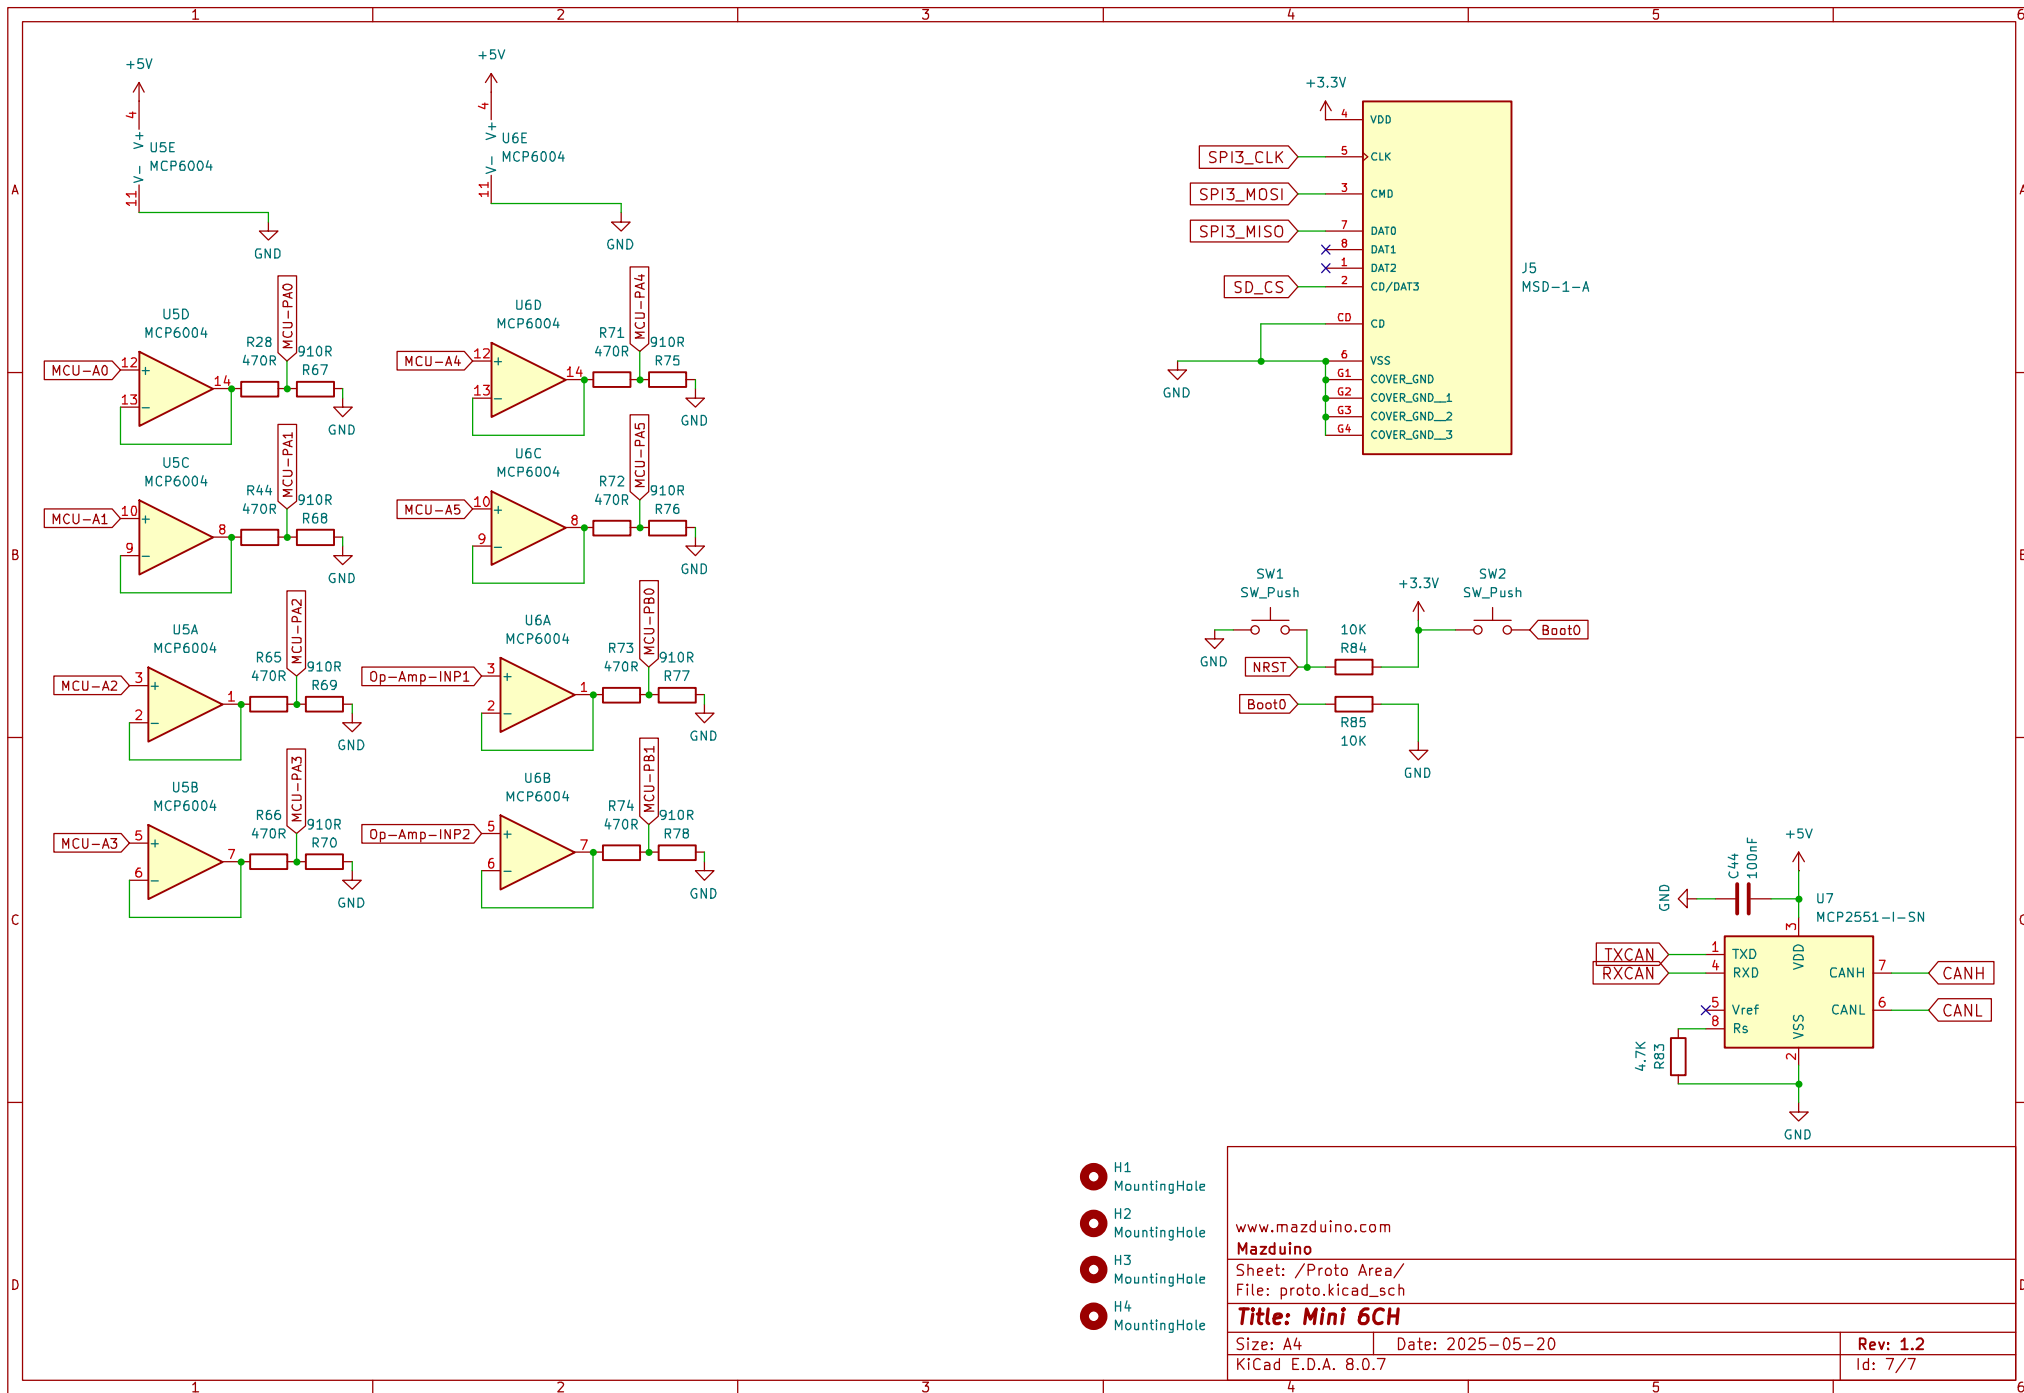 1 2 3 4 5 6
A
B
C
D
+5V
4
V+
V-
11
U5E
MCP6004
GND
+5V
4
V+
V-
11
U6E
MCP6004
GND
U5D
MCP6004
MCU-A0
12
+
13
-
14
R28
470R
MCU-PA0
910R
R67
GND
U5C
MCP6004
MCU-A1
10
+
9
-
8
R44
470R
MCU-PA1
910R
R68
GND
U5A
MCP6004
MCU-A2
3
+
2
-
1
R65
470R
MCU-PA2
910R
R69
GND
U5B
MCP6004
MCU-A3
5
+
6
-
7
R66
470R
MCU-PA3
910R
R70
GND
U6D
MCP6004
MCU-A4
12
+
13
-
14
R71
470R
MCU-PA4
910R
R75
GND
U6C
MCP6004
MCU-A5
10
+
9
-
8
R72
470R
MCU-PA5
910R
R76
GND
U6A
MCP6004
Op-Amp-INP1
3
+
2
-
1
R73
470R
MCU-PB0
910R
R77
GND
U6B
MCP6004
Op-Amp-INP2
5
+
6
-
7
R74
470R
MCU-PB1
910R
R78
GND
+3.3V
4 VDD
SPI3_CLK 5 CLK
SPI3_MOSI 3 CMD
SPI3_MISO 7 DAT0
8 DAT1
1 DAT2
SD_CS 2 CD/DAT3
CD CD
6 VSS
G1 COVER_GND
G2 COVER_GND__1
G3 COVER_GND__2
G4 COVER_GND__3
GND
J5
MSD-1-A
SW1
SW_Push
GND
NRST
10K
R84
+3.3V
SW2
SW_Push
Boot0
Boot0
R85
10K
GND
+5V
C44
100nF
GND
U7
MCP2551-I-SN
3
VDD
TXCAN 1 TXD
RXCAN 4 RXD
5 Vref
8 Rs
CANH 7 CANH
CANL 6 CANL
VSS
2
4.7K
R83
GND
H1
MountingHole
H2
MountingHole
H3
MountingHole
H4
MountingHole
www.mazduino.com
Mazduino
Sheet: /Proto Area/
File: proto.kicad_sch
Title: Mini 6CH
Size: A4 Date: 2025-05-20 Rev: 1.2
KiCad E.D.A. 8.0.7 Id: 7/7
1 2 3 4 5 6